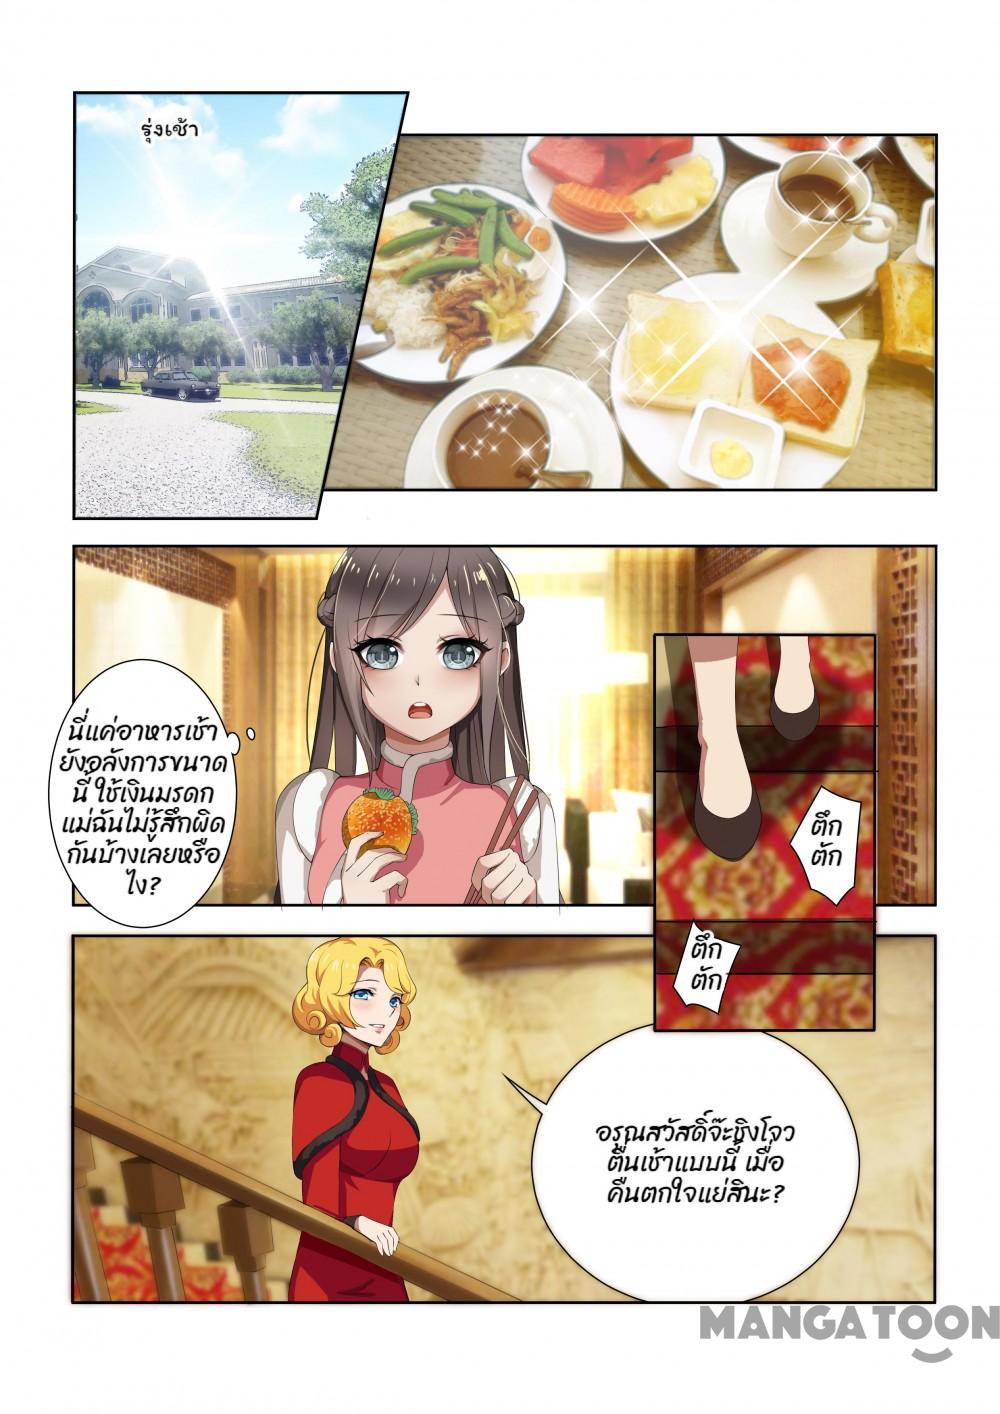 รุ่งเช้า
นี่แค่อาหารเช้า
ยังอลังการขนาด
นี้ ใช้เงินมรดก
แม่ฉันไม่รู้สึกผิด
กันบ้างเลยหรือ
ไง?
ตึก
ตัก
ตึก
ตัก
อรุณสวัสดิ์จ๊ะชิงโจว
ตื่นเช้าแบบนี้ เมื่อ
คืนตกใจแย่สินะ?
MANGATOON